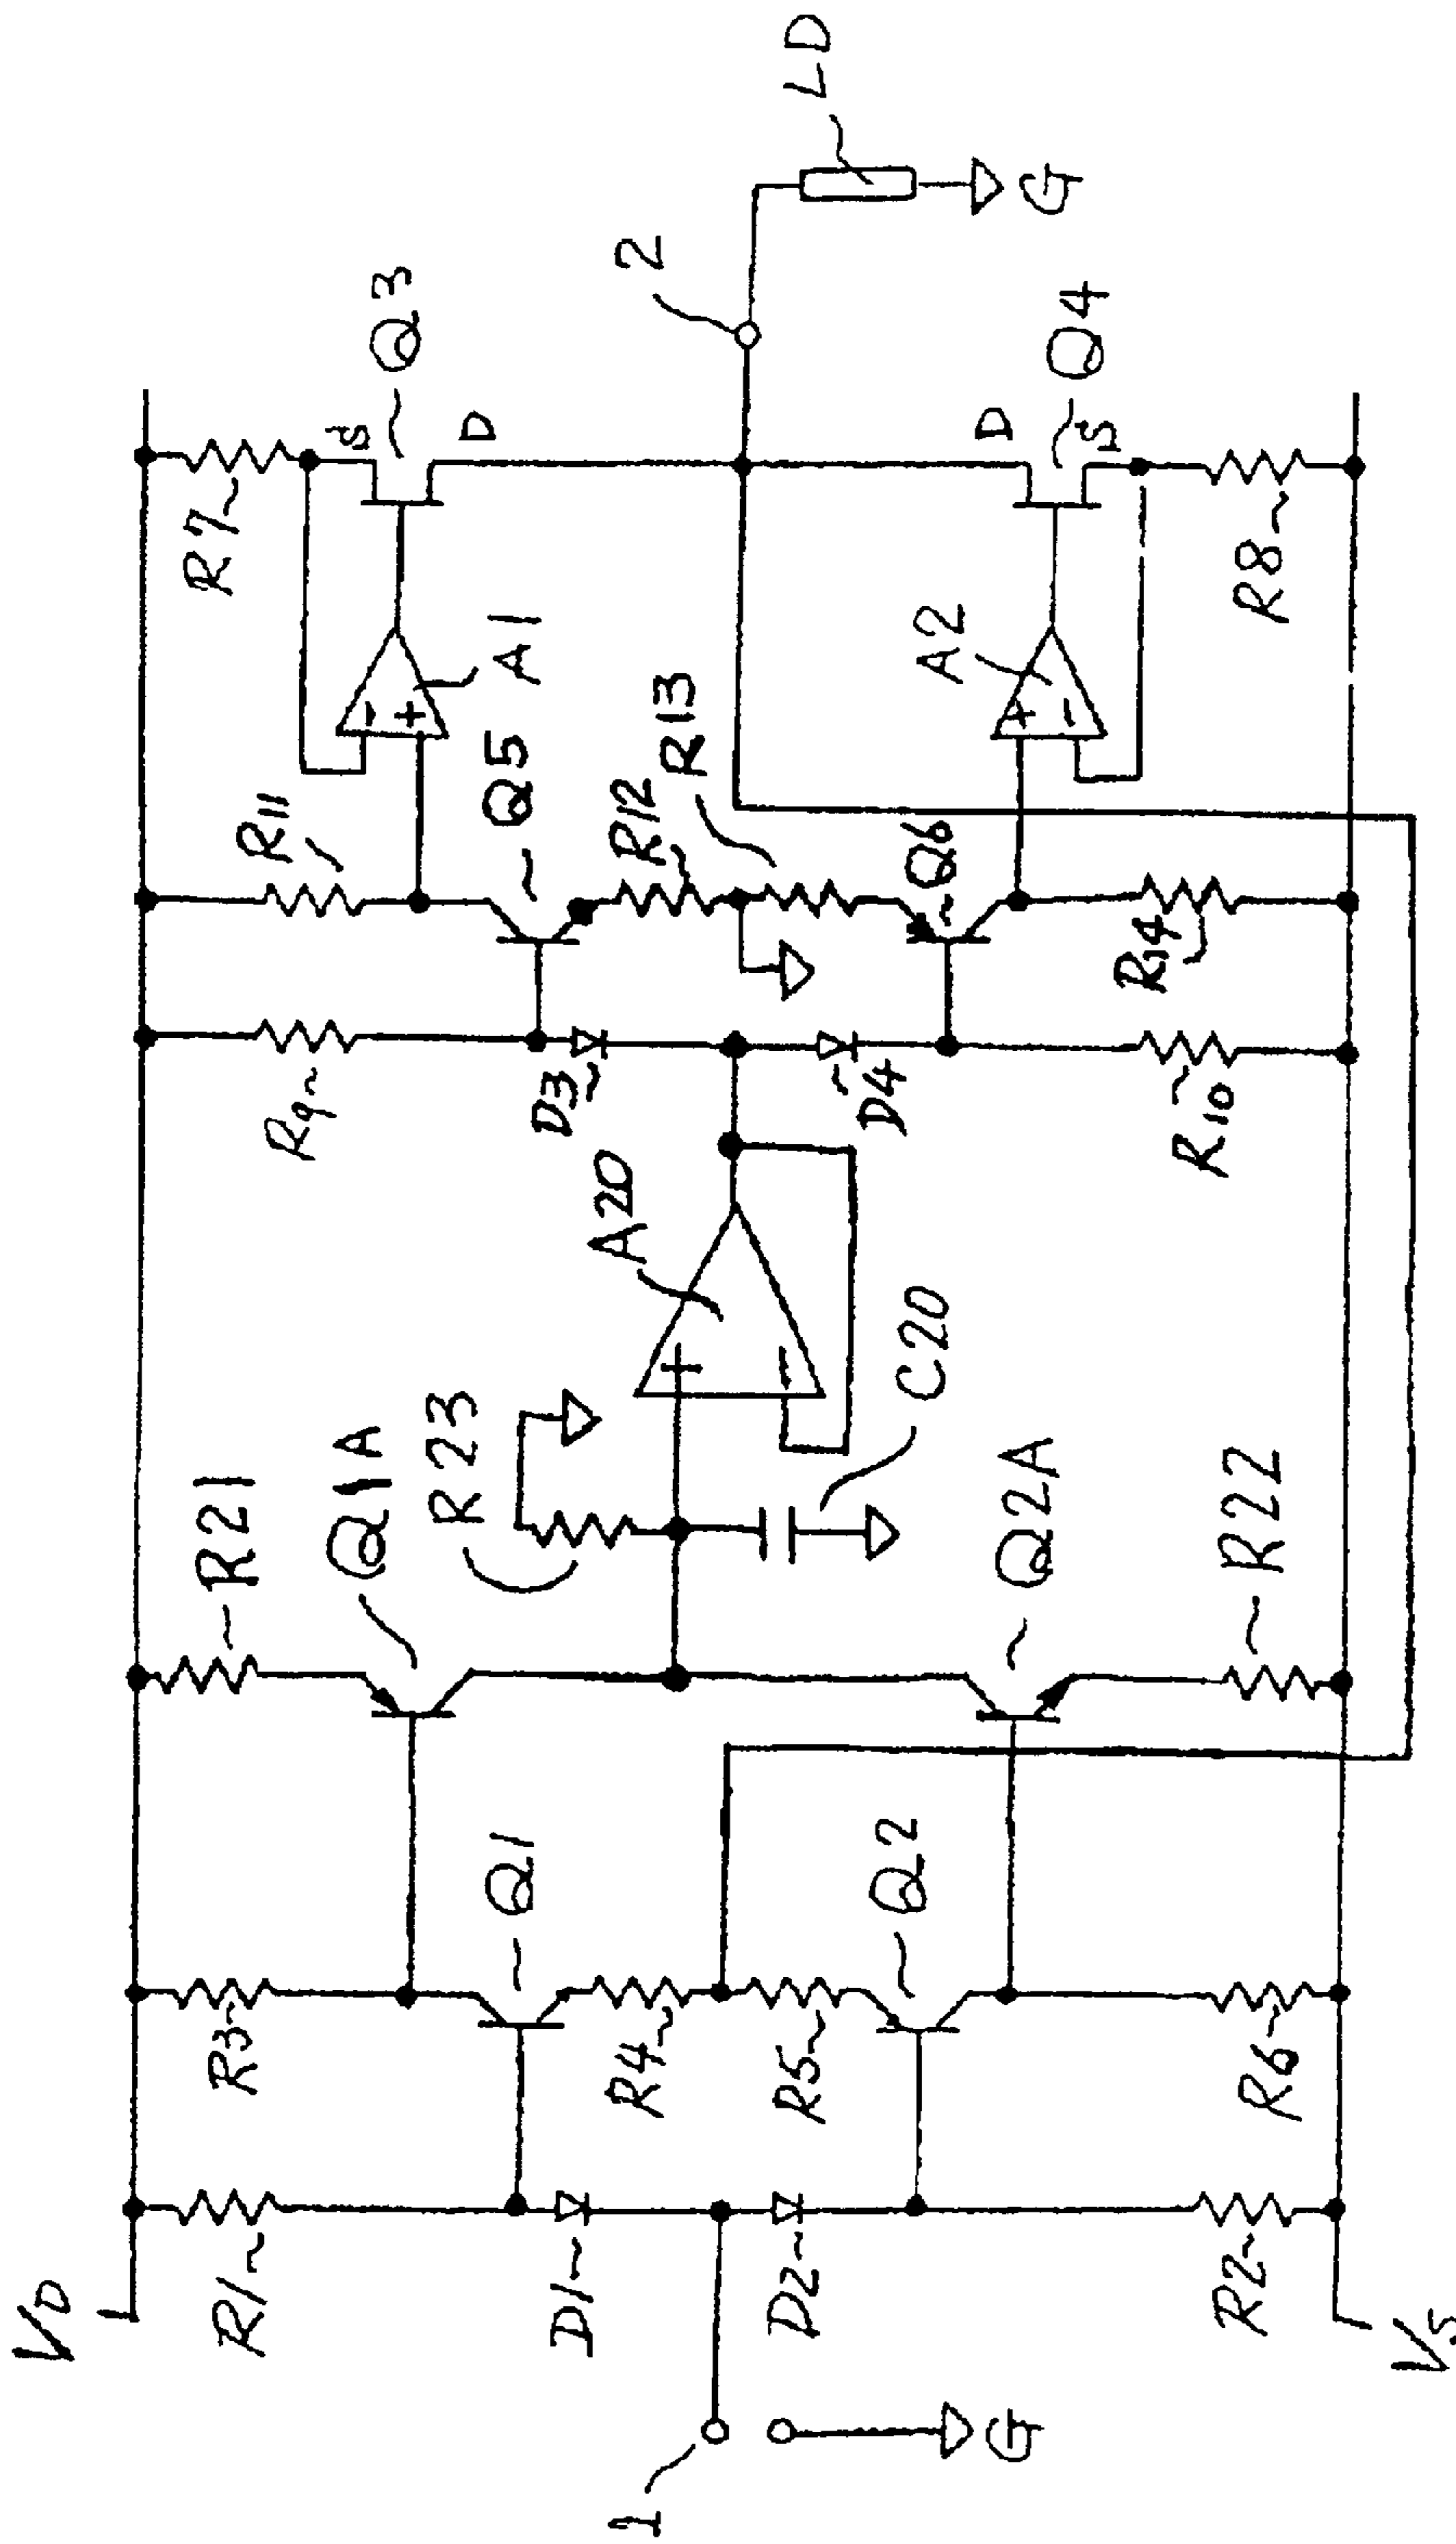 VD
R1
D1
D2
R2
VS
1
G
R3
Q1
R4
R5
Q2
R6
R21
Q1A
R23
C20
Q2A
R22
A20
+
−
R9
D3
D4
R10
R11
Q5
R12
R13
Q6
R14
A1
−
+
A2
+
−
R7
S
Q3
D
2
D
Q4
S
R8
LD
G